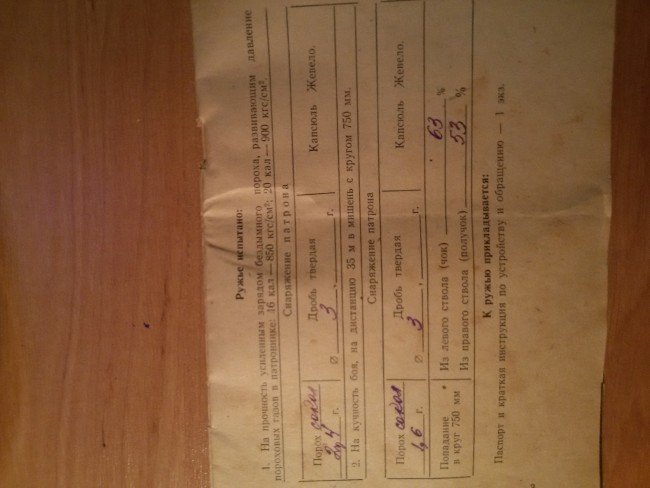 Ружье испытано:
1. На прочность усиленным зарядом бездымного пороха, развивающим давление
пороховых газов в патроннике: 16 кал — 850 кгс/см²; 20 кал — 900 кгс/см².
Снаряжение патрона
Порох сокол г. Дробь твердая ∅ 3 г. Капсюль Жевело.
2. На кучность боя, на дистанцию 35 м в мишень с кругом 750 мм.
Снаряжение патрона
Порох сокол 1,6 г. Дробь твердая ∅ 3 г. Капсюль Жевело.
Попадание в круг 750 мм
Из левого ствола (чок) 63 %
Из правого ствола (получок) 53 %
К ружью прикладывается:
Паспорт и краткая инструкция по устройству и обращению — 1 экз.